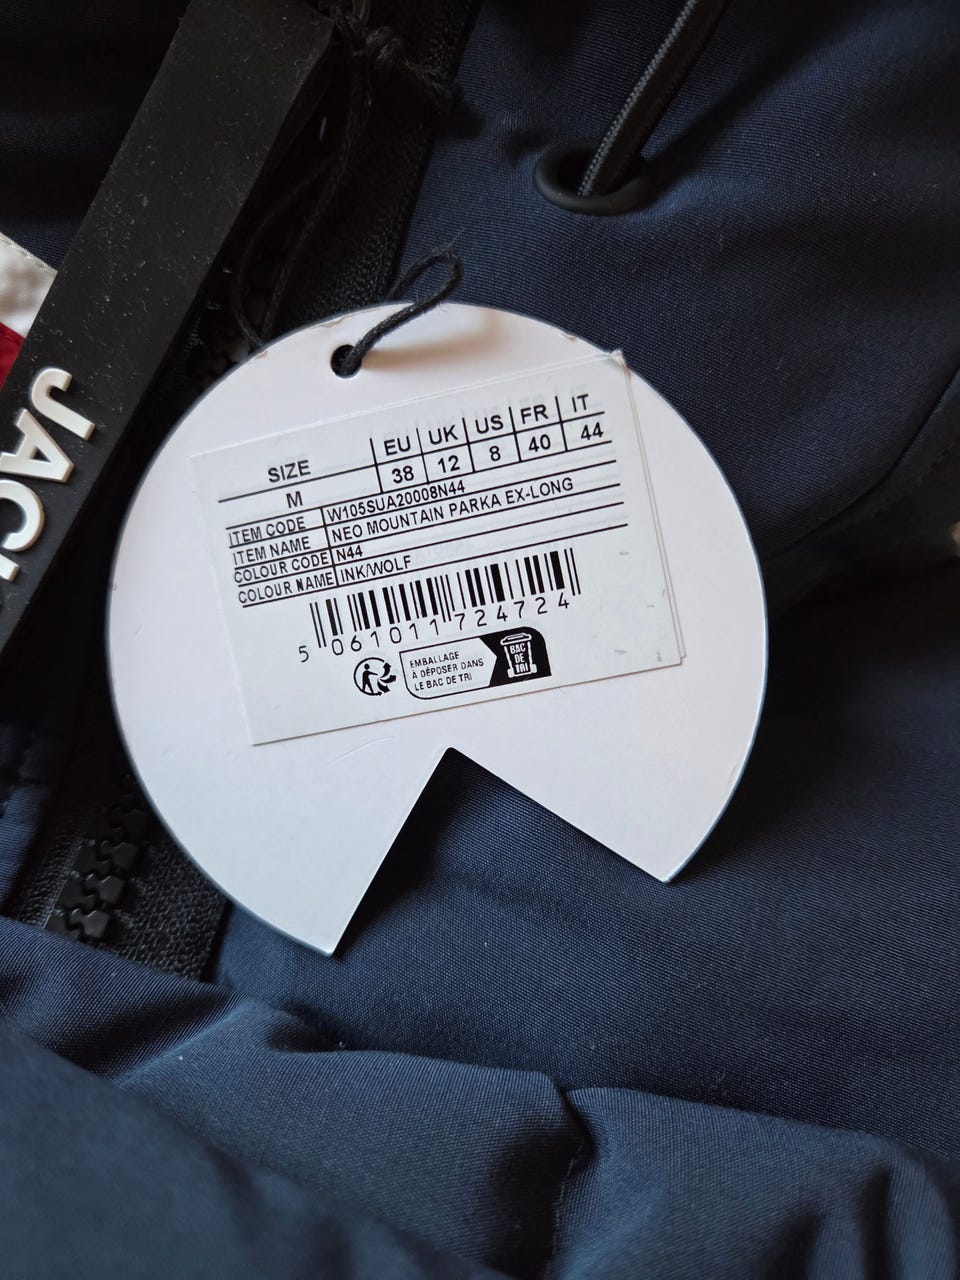 JAC
SIZE EU UK US FR IT
M 38 12 8 40 44
ITEM CODE W105SUA20008N44
ITEM NAME NEO MOUNTAIN PARKA EX-LONG
COLOUR CODE N44
COLOUR NAME INK/WOLF
5 061011 724724
EMBALLAGE
À DÉPOSER DANS
LE BAC DE TRI
BAC
DE
TRI